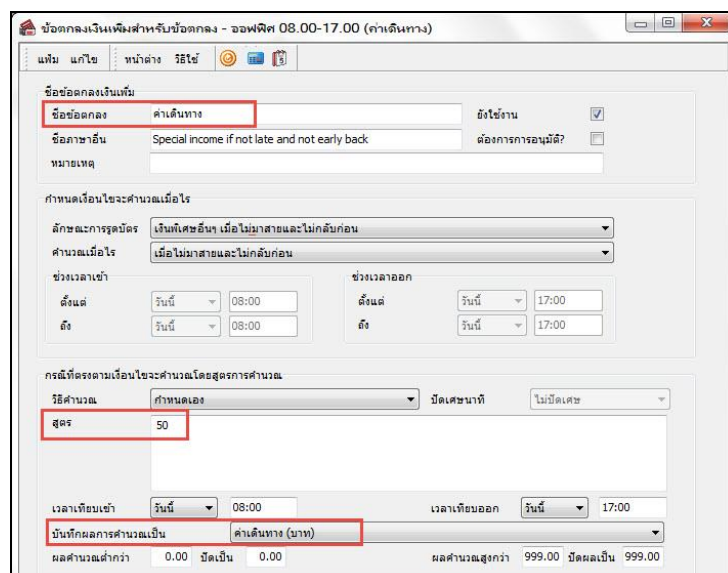 ข้อตกลงเงินเพิ่มสำหรับข้อตกลง - ออฟฟิศ 08.00-17.00 (ค่าเดินทาง)
แฟ้ม แก้ไข หน้าต่าง วิธีใช้
ชื่อข้อตกลงเงินเพิ่ม
ชื่อข้อตกลง ค่าเดินทาง ยังใช้งาน
ชื่อภาษาอื่น Special income if not late and not early back ต้องการการอนุมัติ?
หมายเหตุ
กำหนดเงื่อนไขจะคำนวณเมื่อไร
ลักษณะการรูดบัตร เงินพิเศษอื่นๆ เมื่อไม่มาสายและไม่กลับก่อน
คำนวณเมื่อไร เมื่อไม่มาสายและไม่กลับก่อน
ช่วงเวลาเข้า ช่วงเวลาออก
ตั้งแต่ วันนี้ 08:00 ตั้งแต่ วันนี้ 17:00
ถึง วันนี้ 08:00 ถึง วันนี้ 17:00
กรณีที่ตรงตามเงื่อนไขจะคำนวณโดยสูตรการคำนวณ
วิธีคำนวณ กำหนดเอง ปัดเศษนาที ไม่ปัดเศษ
สูตร 50
เวลาเทียบเข้า วันนี้ 08:00 เวลาเทียบออก วันนี้ 17:00
บันทึกผลการคำนวณเป็น ค่าเดินทาง (บาท)
ผลคำนวณต่ำกว่า 0.00 ปัดเป็น 0.00 ผลคำนวณสูงกว่า 999.00 ปัดผลเป็น 999.00